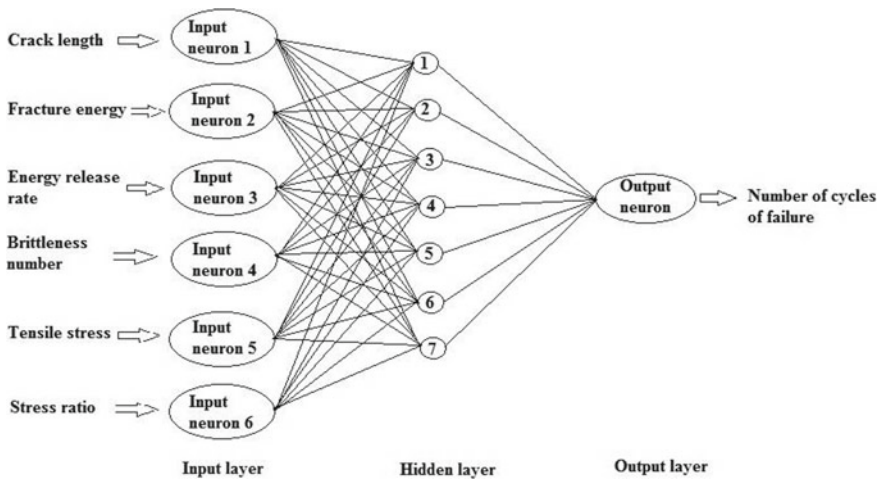 Crack length
Input
neuron 1
Fracture energy
Input
neuron 2
Energy release
rate
Input
neuron 3
Brittleness
number
Input
neuron 4
Tensile stress
Input
neuron 5
Stress ratio
Input
neuron 6
1
2
3
4
5
6
7
Output
neuron
Number of cycles
of failure
Input layer
Hidden layer
Output layer